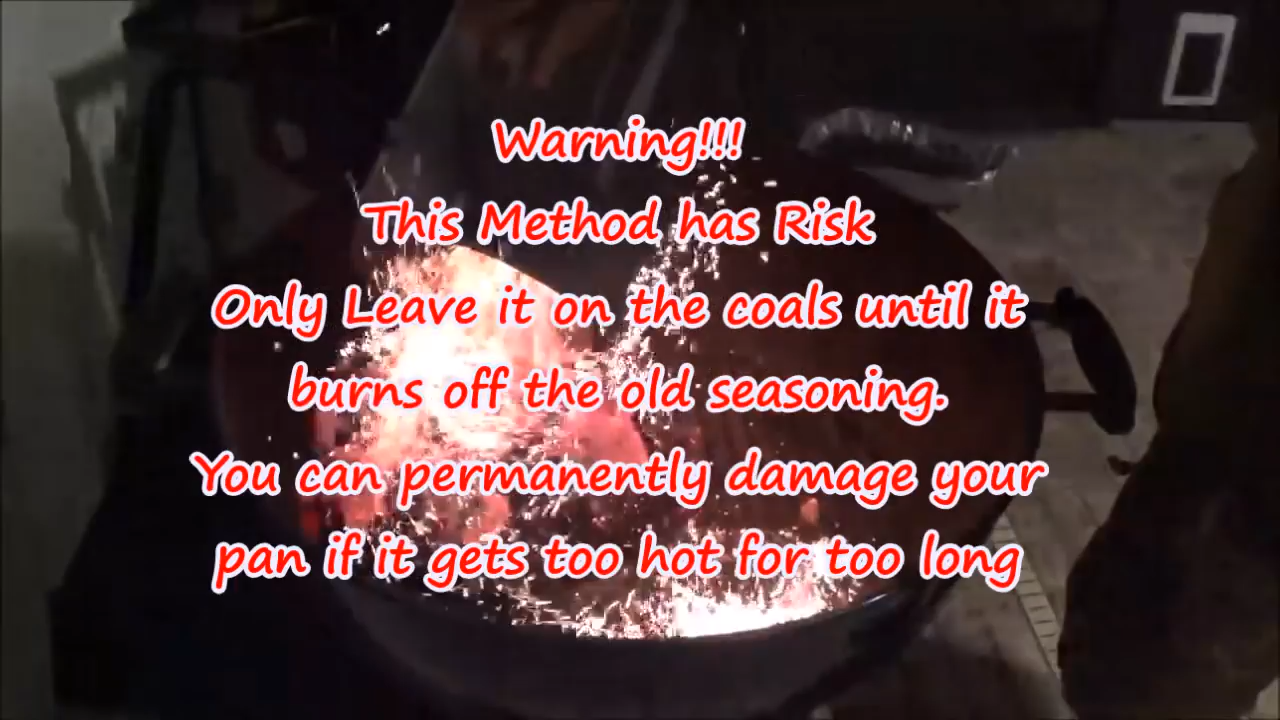 Warning!!!
This Method has Risk
Only Leave it on the coals until it
burns off the old seasoning.
You can permanently damage your
pan if it gets too hot for too long